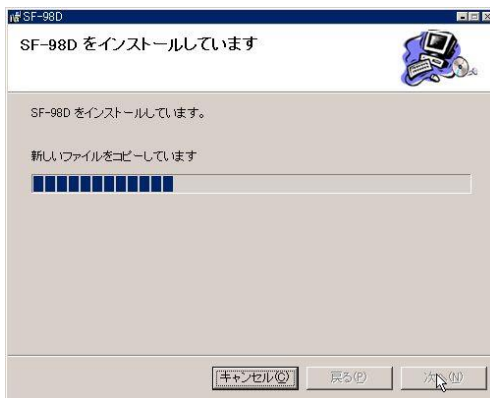 SF-98D
SF-98D をインストールしています
SF-98D をインストールしています。
新しいファイルをコピーしています
キャンセル(C)
戻る(P)
次へ(N)